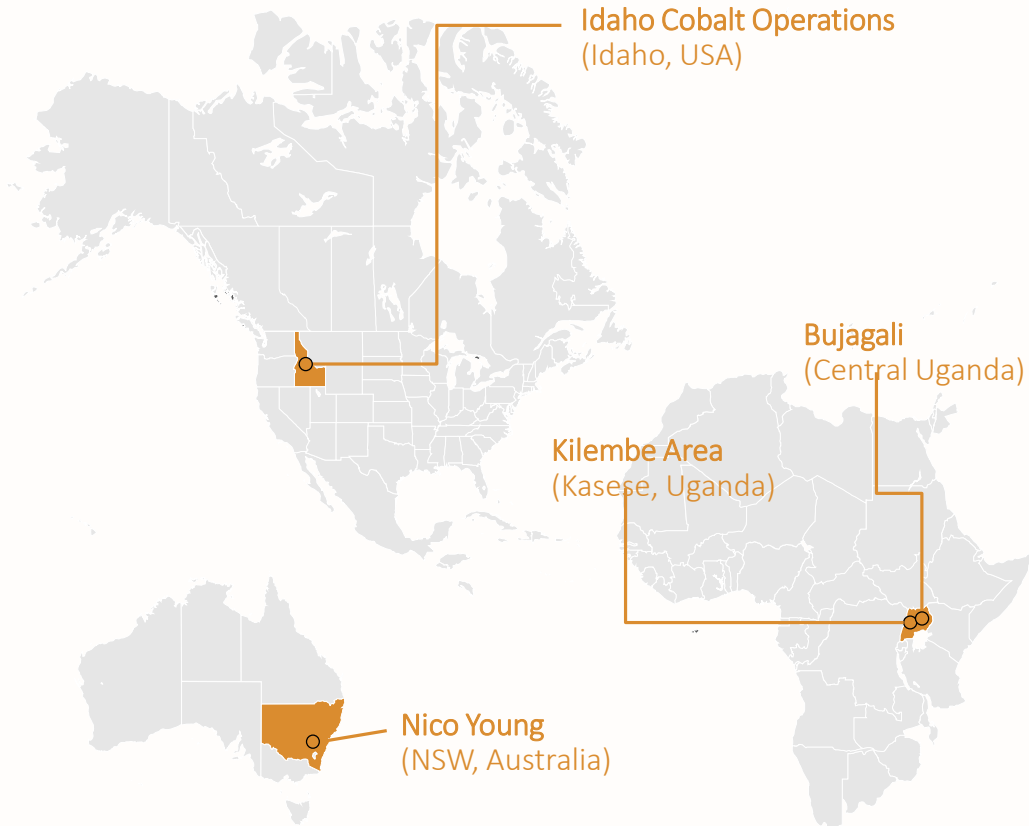 Idaho Cobalt Operations
(Idaho, USA)
Bujagali
(Central Uganda)
Kilembe Area
(Kasese, Uganda)
Nico Young
(NSW, Australia)